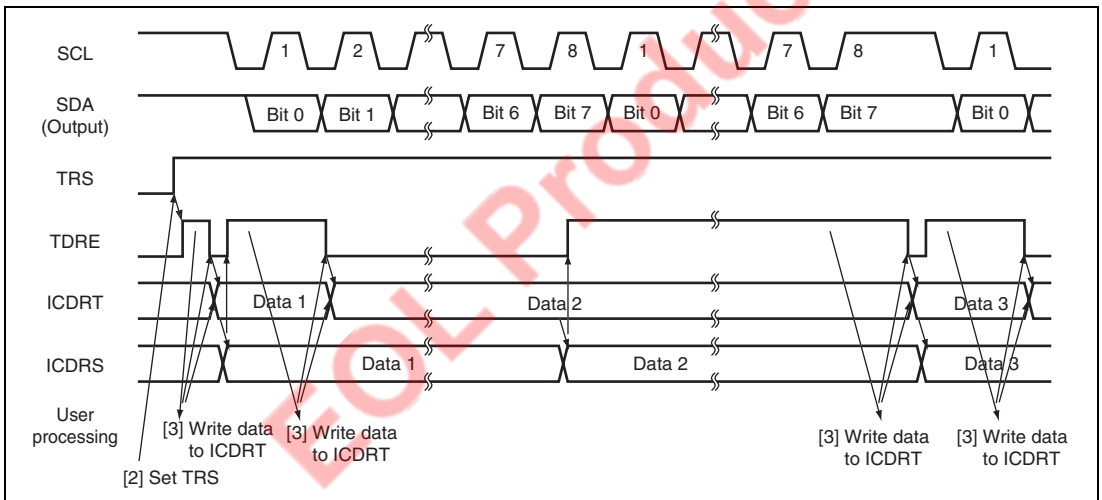 SCL 1 2 7 8 1 7 8 1
SDA
(Output)
Bit 0 Bit 1 Bit 6 Bit 7 Bit 0 Bit 6 Bit 7 Bit 0
TRS
TDRE
ICDRT Data 1 Data 2 Data 3
ICDRS Data 1 Data 2 Data 3
User
processing
[3] Write data
to ICDRT
[3] Write data
to ICDRT
[3] Write data
to ICDRT
[3] Write data
to ICDRT
[2] Set TRS
EOL Produc